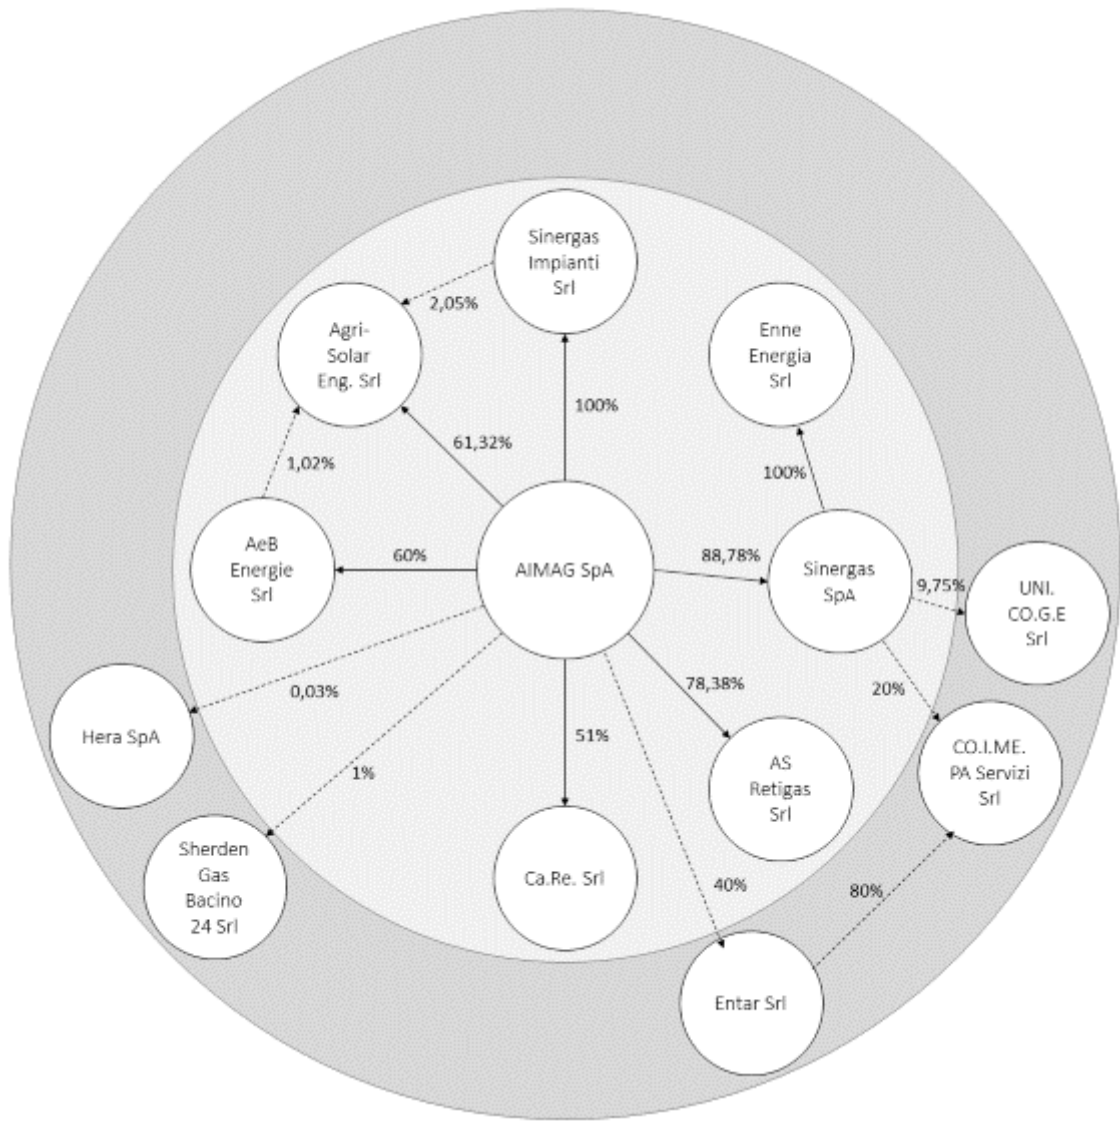 Sinergas
Impianti
Srl
2,05%
Agri-
Solar
Eng. Srl
Enne
Energia
Srl
100%
61,32%
1,02%
100%
AeB
Energie
Srl
60%
AIMAG SpA
88,78%
Sinergas
SpA
9,75%
UNI.
CO.G.E
Srl
0,03%
78,38%
20%
Hera SpA
51%
1%
AS
Retigas
Srl
CO.I.ME.
PA Servizi
Srl
Sherden
Gas
Bacino
24 Srl
Ca.Re. Srl
40%
80%
Entar Srl